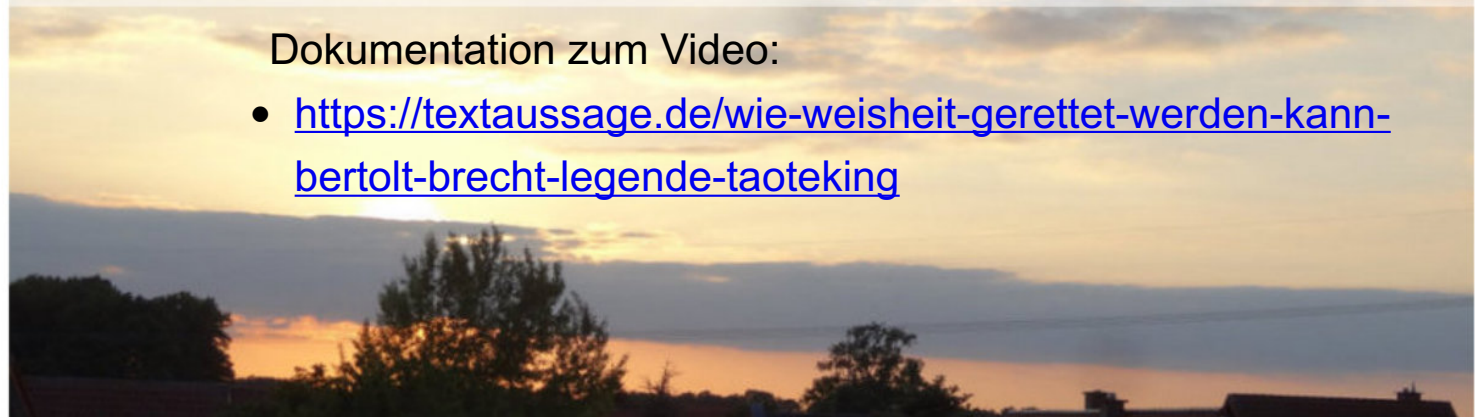 Dokumentation zum Video:
• https://textaussage.de/wie-weisheit-gerettet-werden-kann-
bertolt-brecht-legende-taoteking